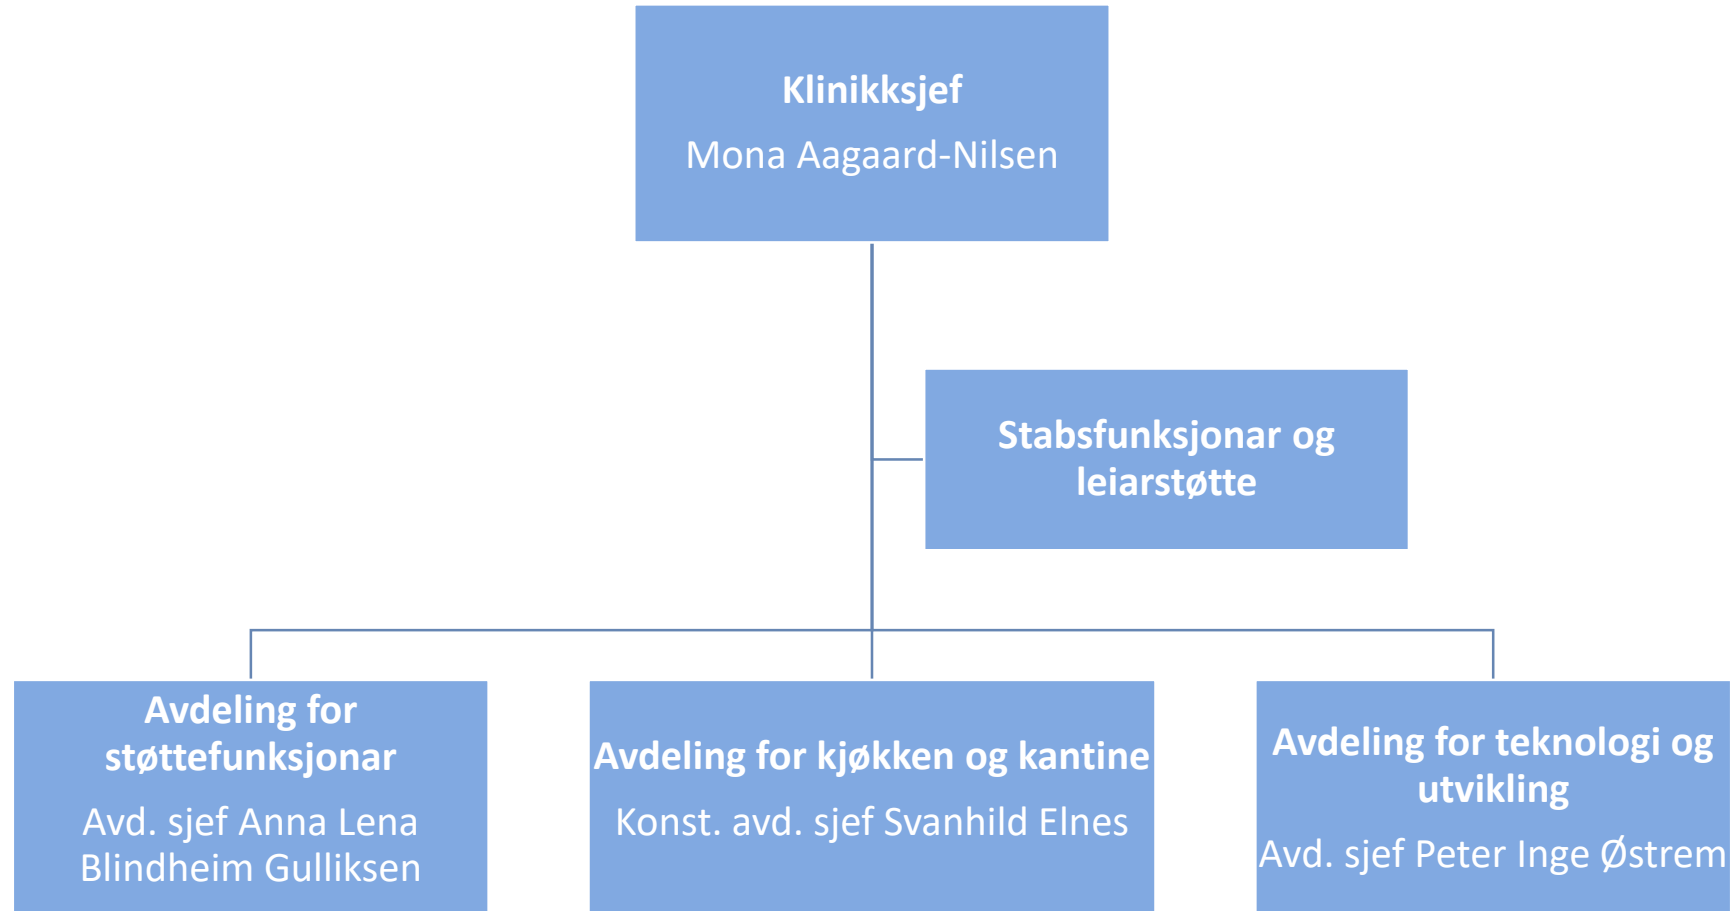 Klinikksjef
Mona Aagaard-Nilsen
Stabsfunksjonar og
leiarstøtte
Avdeling for
støttefunksjonar
Avd. sjef Anna Lena
Blindheim Gulliksen
Avdeling for kjøkken og kantine
Konst. avd. sjef Svanhild Elnes
Avdeling for teknologi og
utvikling
Avd. sjef Peter Inge Østrem